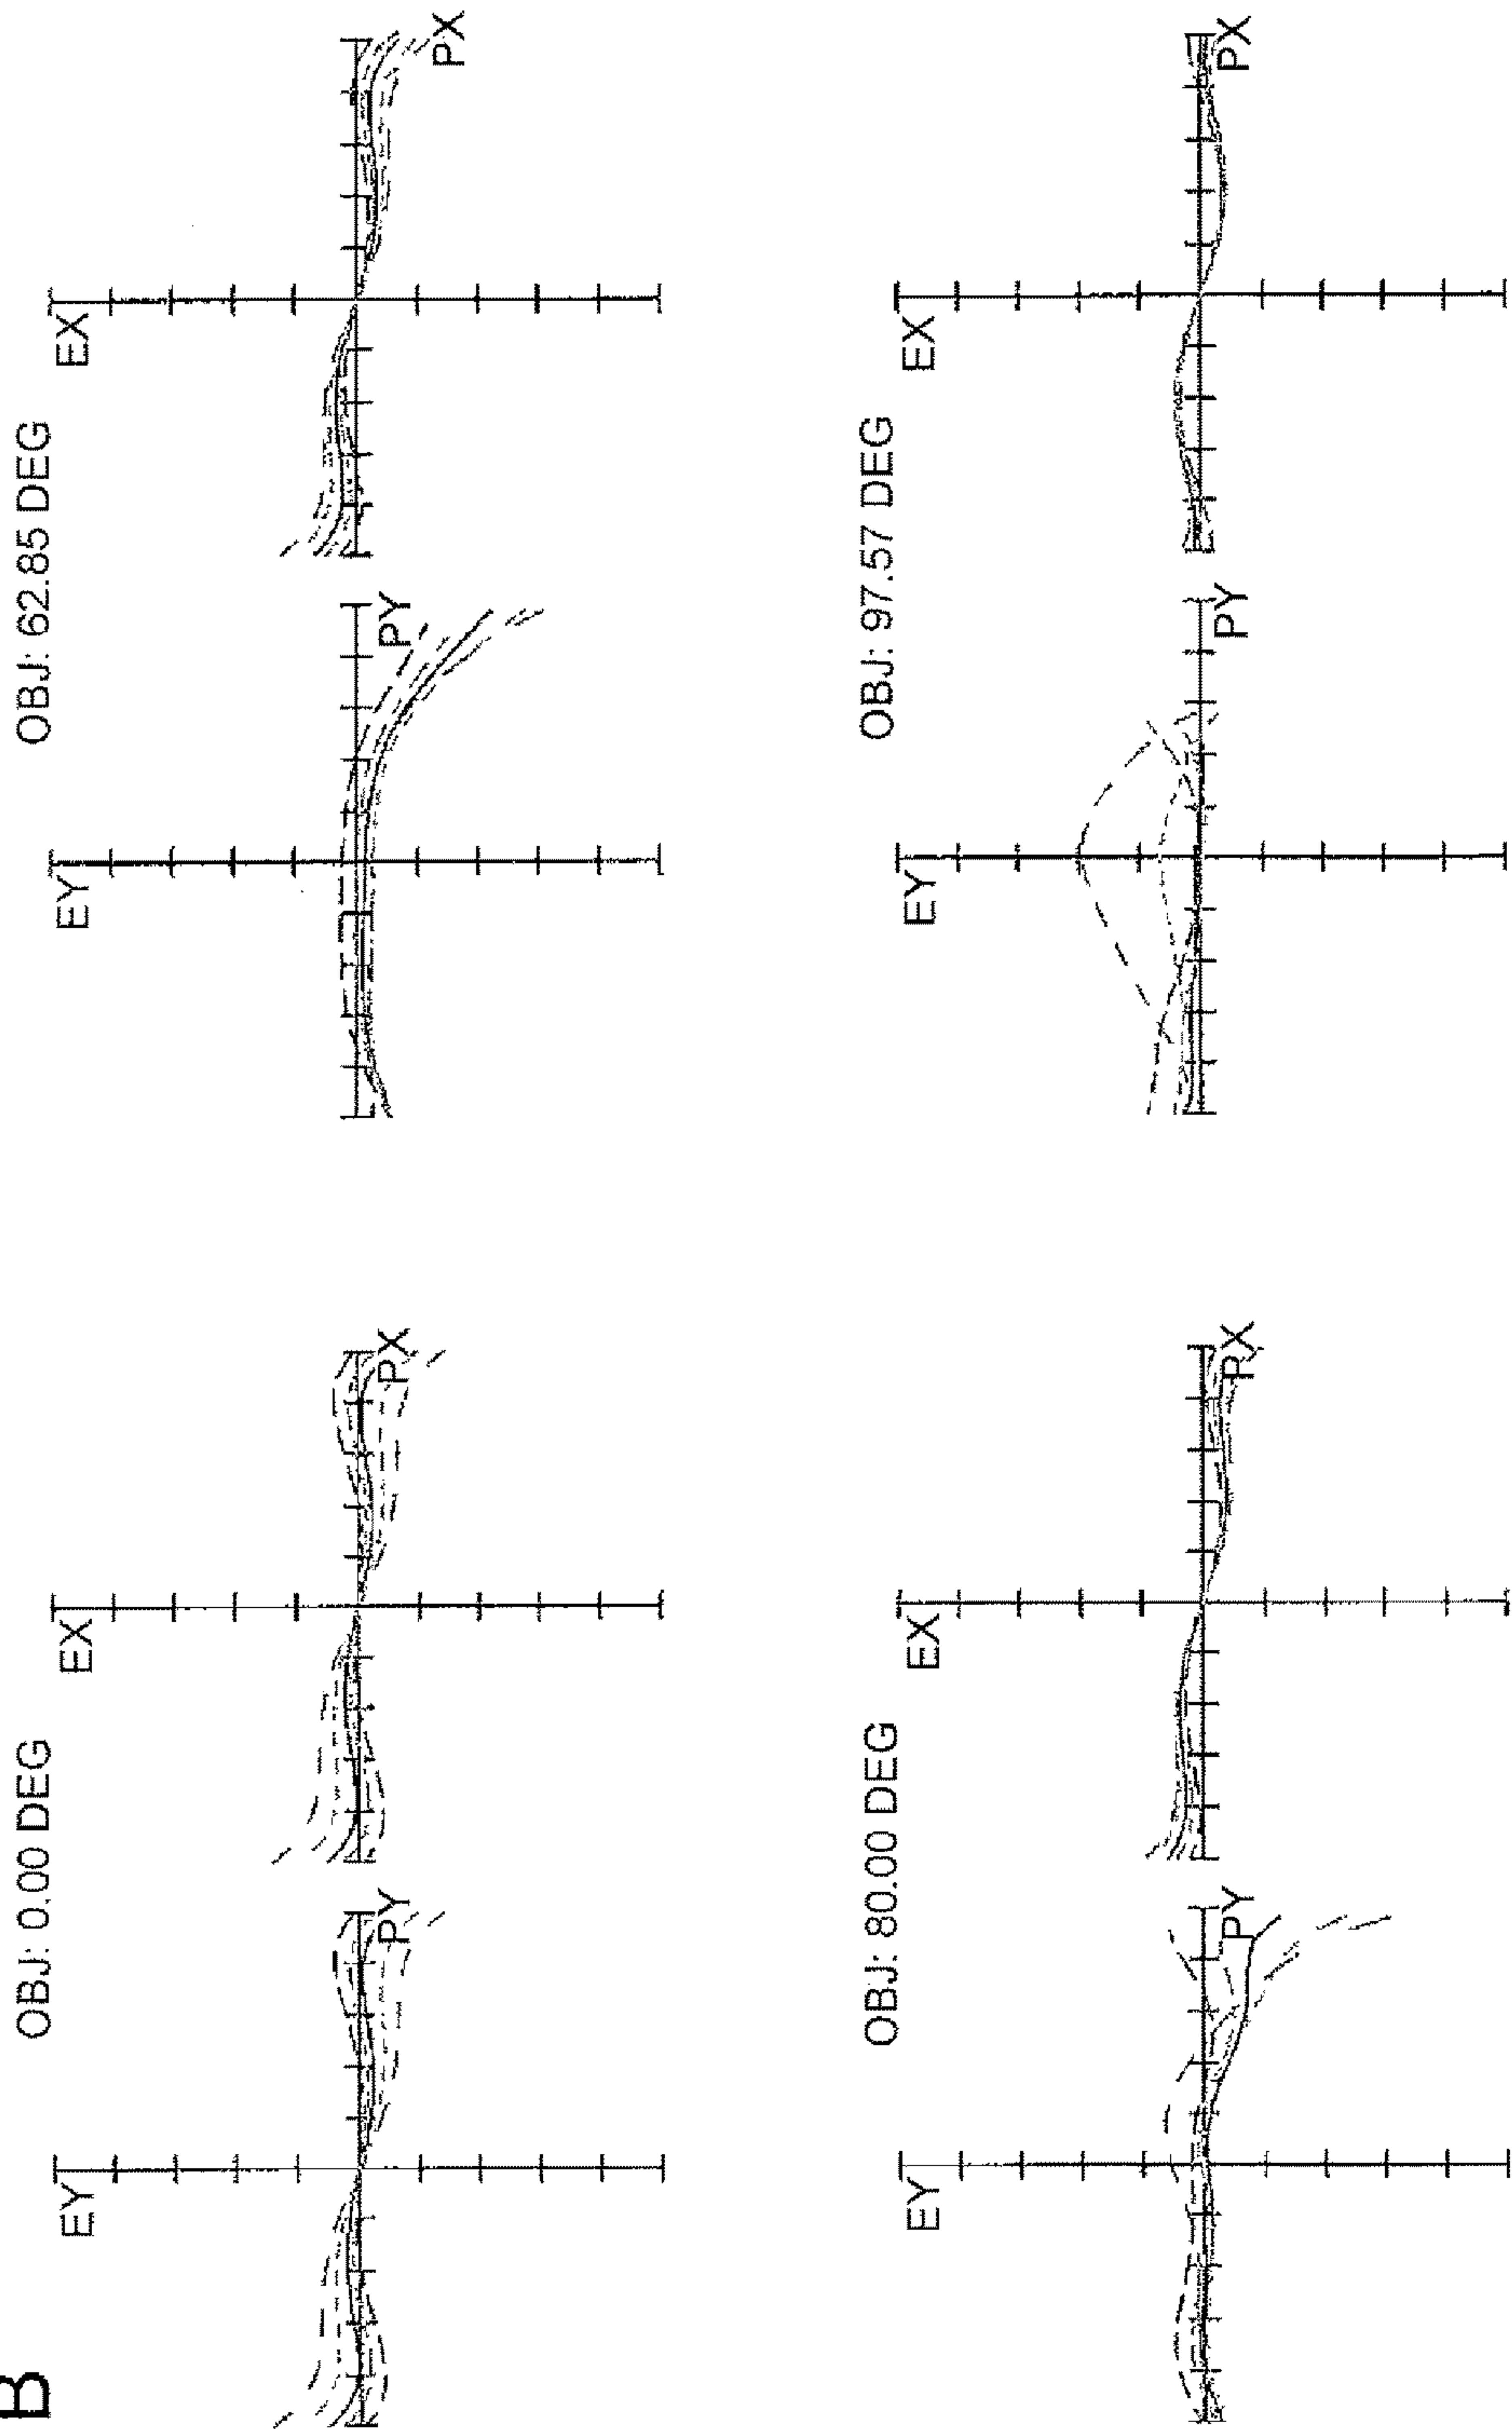 B
OBJ: 0.00 DEG
EY
PY
EX
PX
OBJ: 62.85 DEG
EY
PY
EX
PX
OBJ: 80.00 DEG
EY
PY
EX
PX
OBJ: 97.57 DEG
EY
PY
EX
PX